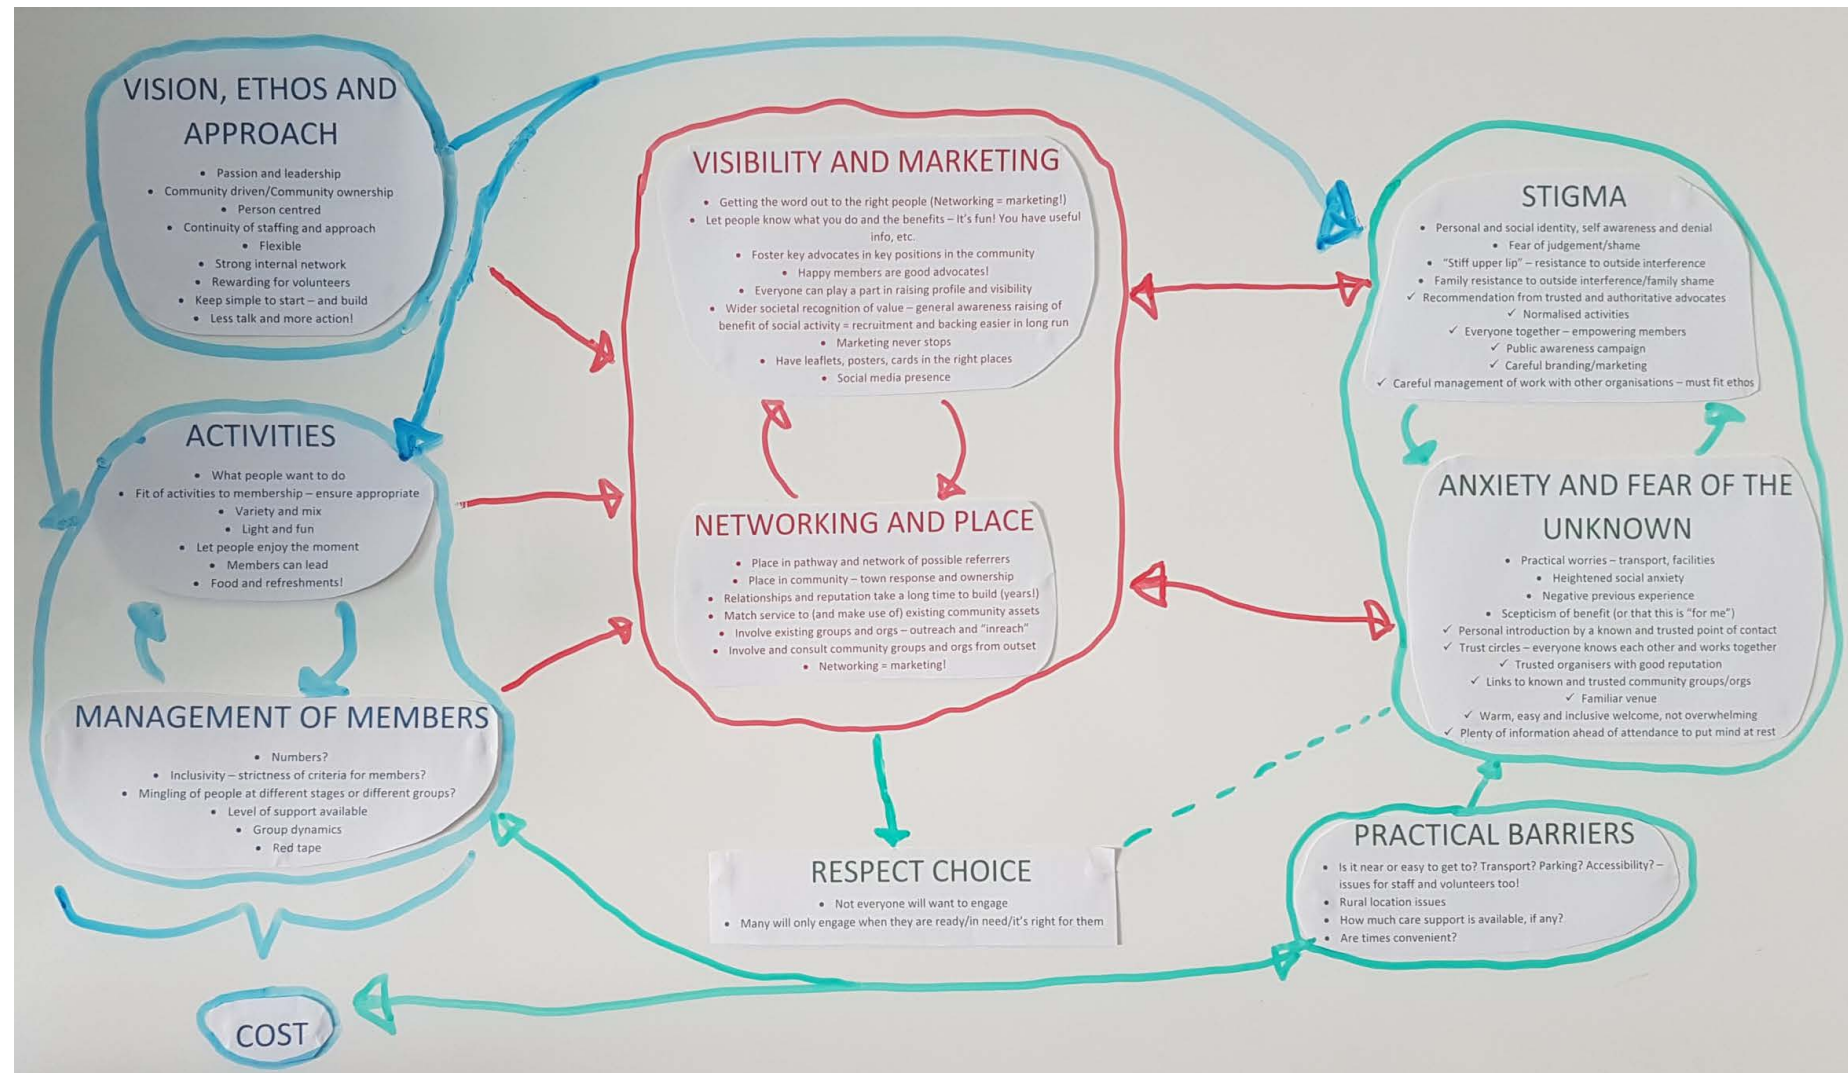 VISION, ETHOS AND
APPROACH
• Passion and leadership
• Community driven/Community ownership
• Person centred
• Continuity of staffing and approach
• Flexible
• Strong internal network
• Rewarding for volunteers
• Keep simple to start – and build
• Less talk and more action!
ACTIVITIES
• What people want to do
• Fit of activities to membership – ensure appropriate
• Variety and mix
• Light and fun
• Let people enjoy the moment
• Members can lead
• Food and refreshments!
MANAGEMENT OF MEMBERS
• Numbers?
• Inclusivity – strictness of criteria for members?
• Mingling of people at different stages or different groups?
• Level of support available
• Group dynamics
• Red tape
COST
VISIBILITY AND MARKETING
• Getting the word out to the right people (Networking = marketing!)
• Let people know what you do and the benefits – It's fun! You have useful
info, etc.
• Foster key advocates in key positions in the community
• Happy members are good advocates!
• Everyone can play a part in raising profile and visibility
• Wider societal recognition of value – general awareness raising of
benefit of social activity = recruitment and backing easier in long run
• Marketing never stops
• Have leaflets, posters, cards in the right places
• Social media presence
NETWORKING AND PLACE
• Place in pathway and network of possible referrers
• Place in community – town response and ownership
• Relationships and reputation take a long time to build (years!)
• Match service to (and make use of) existing community assets
• Involve existing groups and orgs – outreach and "inreach"
• Involve and consult community groups and orgs from outset
• Networking = marketing!
RESPECT CHOICE
• Not everyone will want to engage
• Many will only engage when they are ready/in need/it's right for them
STIGMA
• Personal and social identity, self awareness and denial
• Fear of judgement/shame
• "Stiff upper lip" – resistance to outside interference
• Family resistance to outside interference/family shame
✓ Recommendation from trusted and authoritative advocates
✓ Normalised activities
✓ Everyone together – empowering members
✓ Public awareness campaign
✓ Careful branding/marketing
✓ Careful management of work with other organisations – must fit ethos
ANXIETY AND FEAR OF THE
UNKNOWN
• Practical worries – transport, facilities
• Heightened social anxiety
• Negative previous experience
• Scepticism of benefit (or that this is "for me")
✓ Personal introduction by a known and trusted point of contact
✓ Trust circles – everyone knows each other and works together
✓ Trusted organisers with good reputation
✓ Links to known and trusted community groups/orgs
✓ Familiar venue
✓ Warm, easy and inclusive welcome, not overwhelming
✓ Plenty of information ahead of attendance to put mind at rest
PRACTICAL BARRIERS
• Is it near or easy to get to? Transport? Parking? Accessibility? –
issues for staff and volunteers too!
• Rural location issues
• How much care support is available, if any?
• Are times convenient?